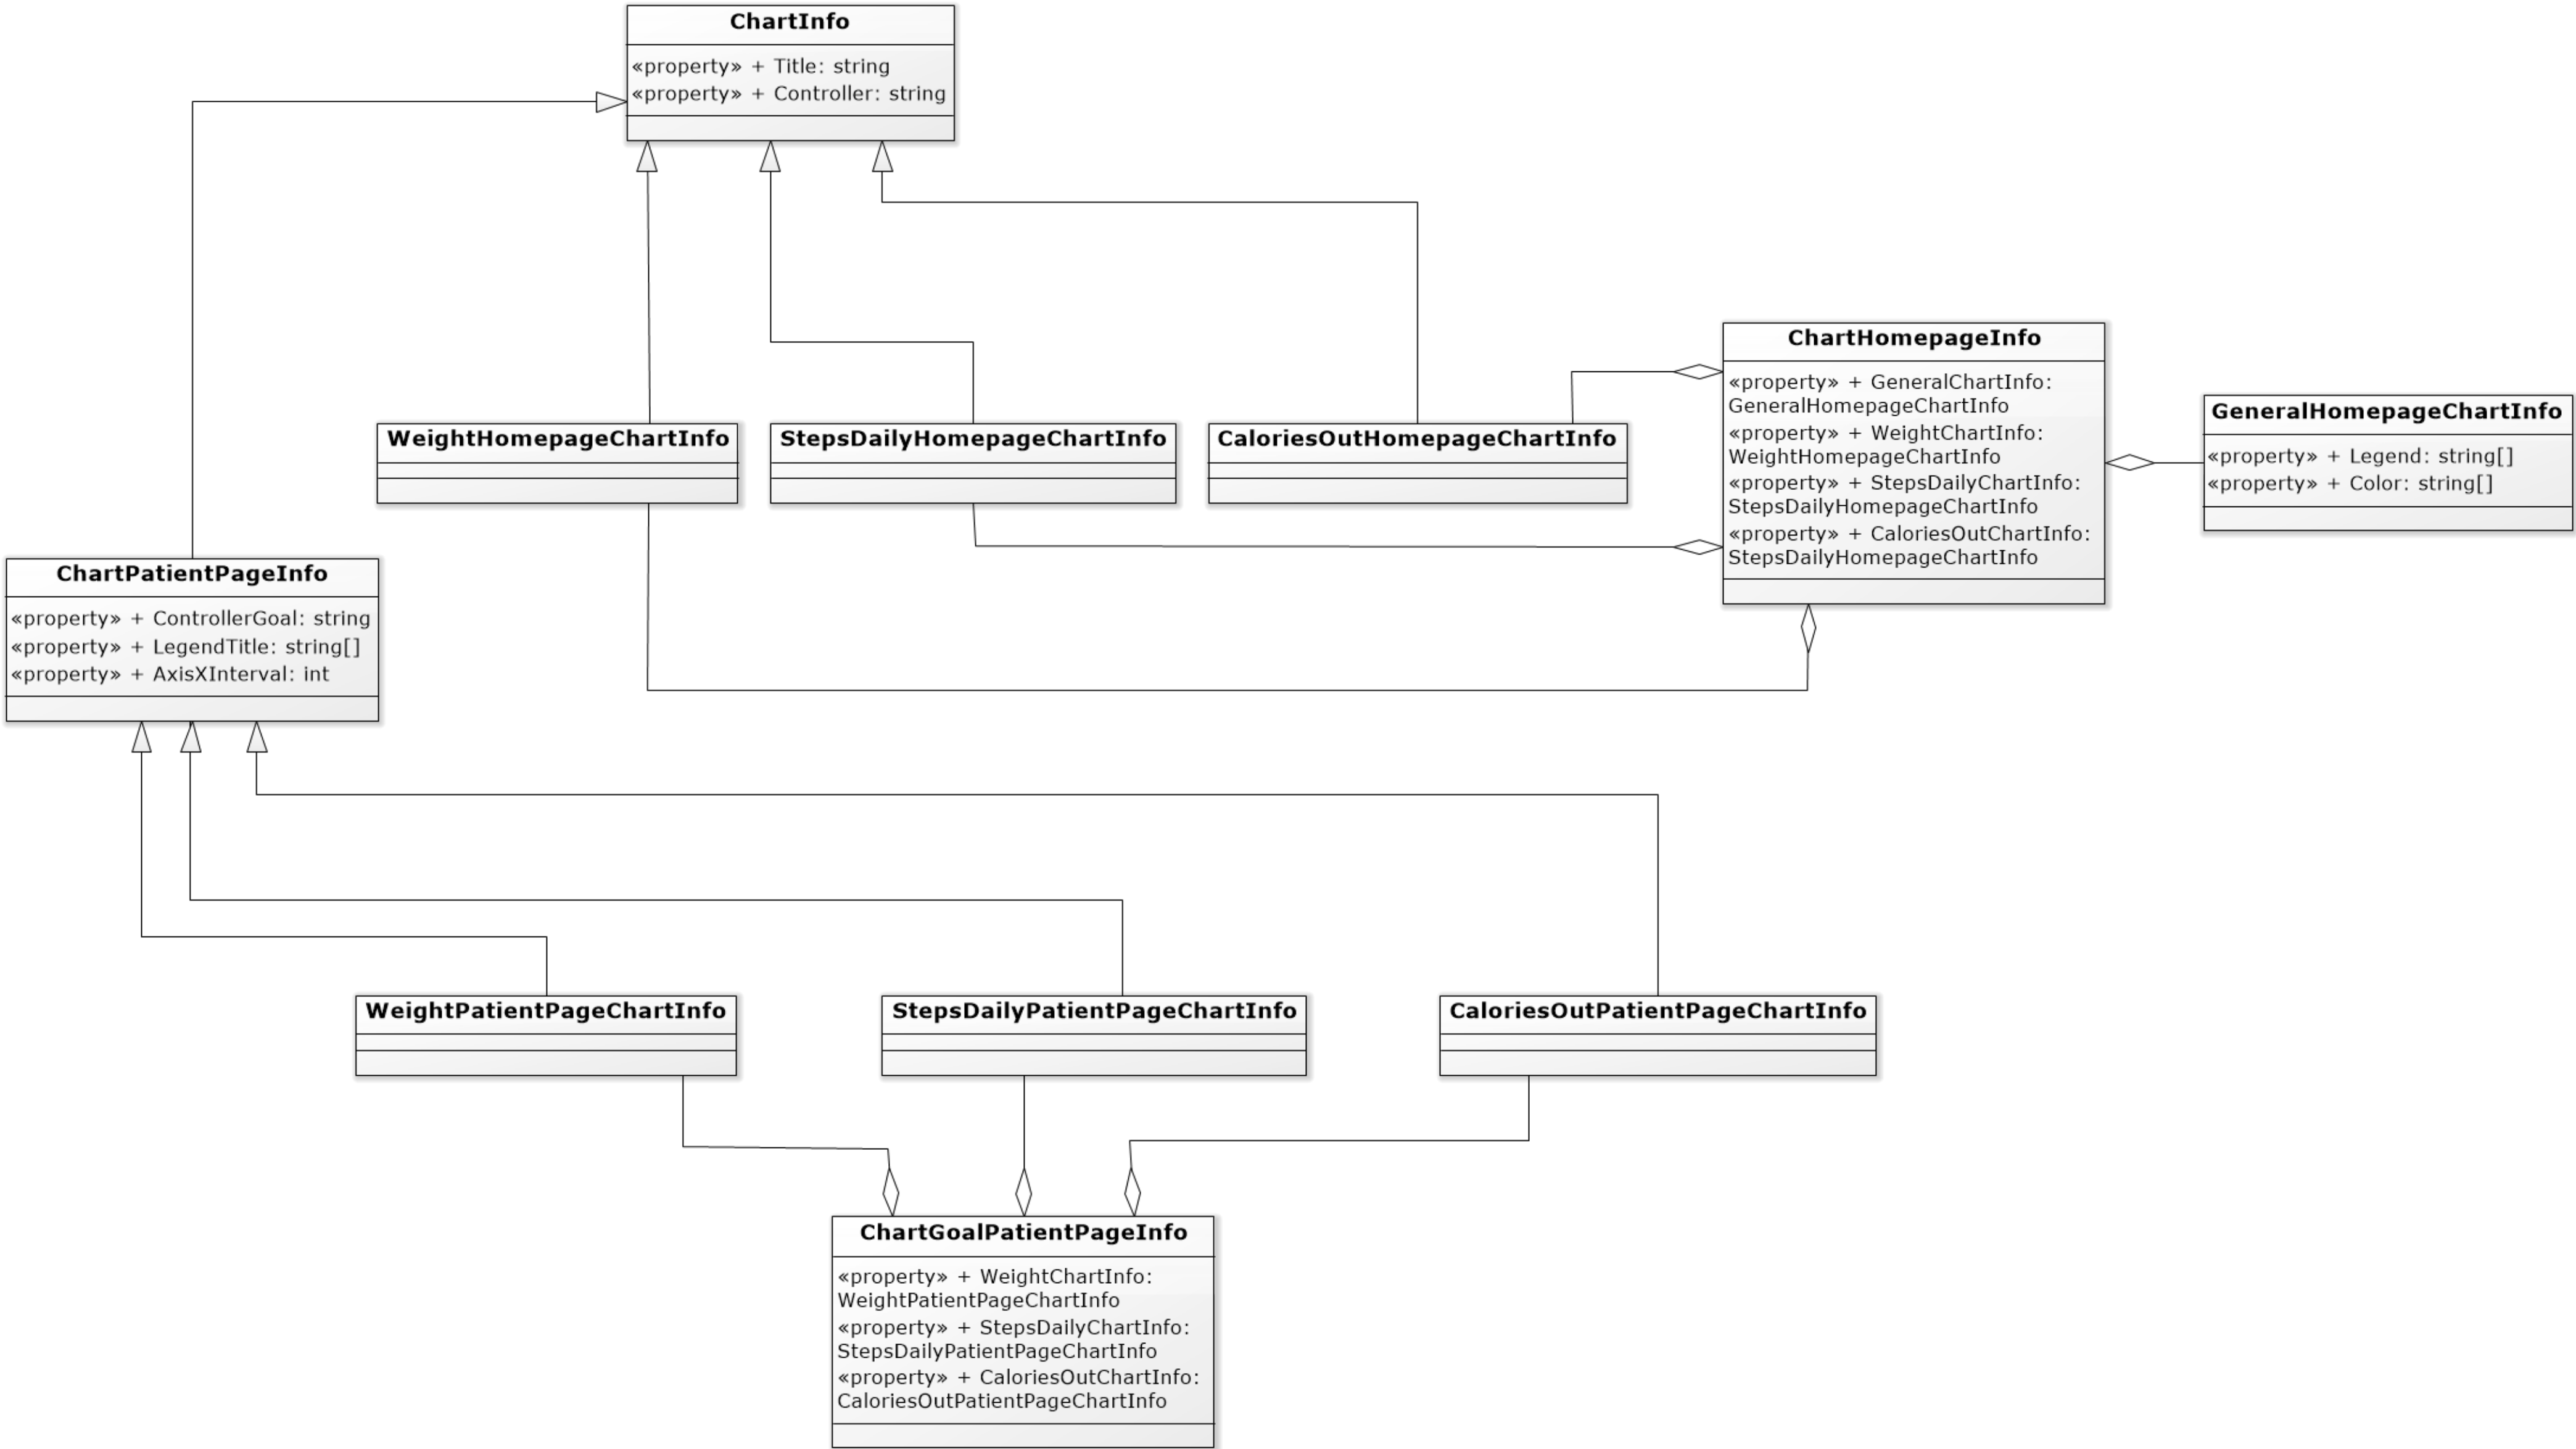 ChartInfo
«property» + Title: string
«property» + Controller: string
ChartHomepageInfo
«property» + GeneralChartInfo:
GeneralHomepageChartInfo
«property» + WeightChartInfo:
WeightHomepageChartInfo
«property» + StepsDailyChartInfo:
StepsDailyHomepageChartInfo
«property» + CaloriesOutChartInfo:
StepsDailyHomepageChartInfo
GeneralHomepageChartInfo
«property» + Legend: string[]
«property» + Color: string[]
WeightHomepageChartInfo
StepsDailyHomepageChartInfo
CaloriesOutHomepageChartInfo
ChartPatientPageInfo
«property» + ControllerGoal: string
«property» + LegendTitle: string[]
«property» + AxisXInterval: int
WeightPatientPageChartInfo
StepsDailyPatientPageChartInfo
CaloriesOutPatientPageChartInfo
ChartGoalPatientPageInfo
«property» + WeightChartInfo:
WeightPatientPageChartInfo
«property» + StepsDailyChartInfo:
StepsDailyPatientPageChartInfo
«property» + CaloriesOutChartInfo:
CaloriesOutPatientPageChartInfo